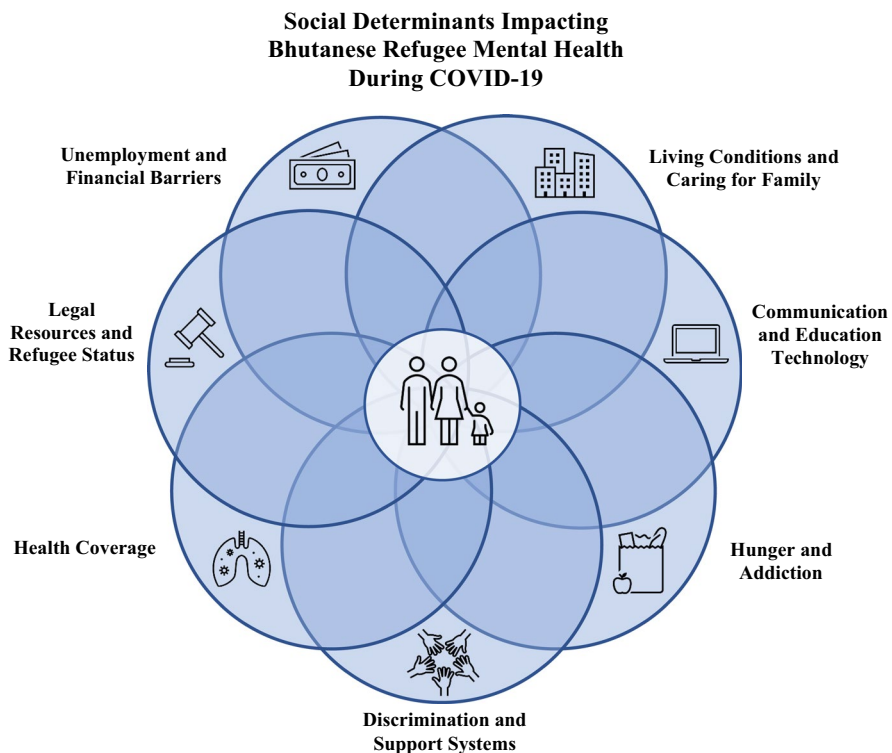 Social Determinants Impacting
Bhutanese Refugee Mental Health
During COVID-19
Unemployment and
Financial Barriers
Living Conditions and
Caring for Family
Legal
Resources and
Refugee Status
Communication
and Education
Technology
Health Coverage
Hunger and
Addiction
Discrimination and
Support Systems